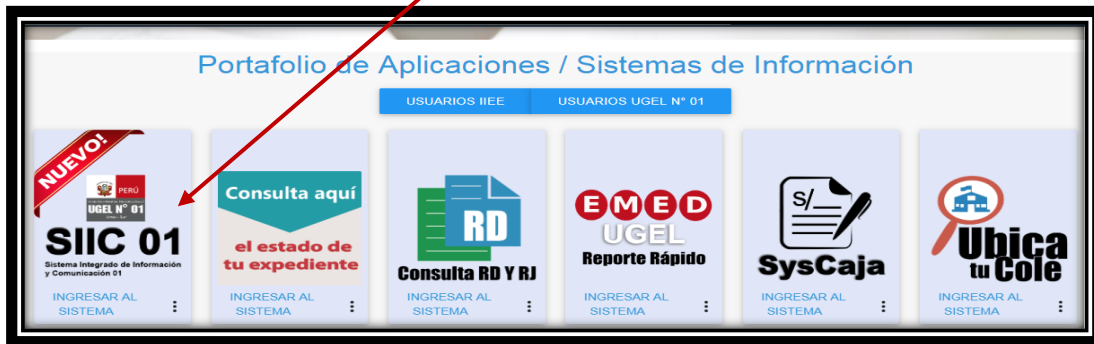 Portafolio de Aplicaciones / Sistemas de Información
USUARIOS IIEE
USUARIOS UGEL N° 01
NUEVO!
PERÚ
UGEL N° 01
SIIC 01
Sistema Integrado de Información
y Comunicación 01
INGRESAR AL
SISTEMA
Consulta aquí
el estado de
tu expediente
INGRESAR AL
SISTEMA
RD
Consulta RD Y RJ
INGRESAR AL
SISTEMA
EMED
UGEL
Reporte Rápido
INGRESAR AL
SISTEMA
S/
SysCaja
INGRESAR AL
SISTEMA
Ubica
tu Cole
INGRESAR AL
SISTEMA